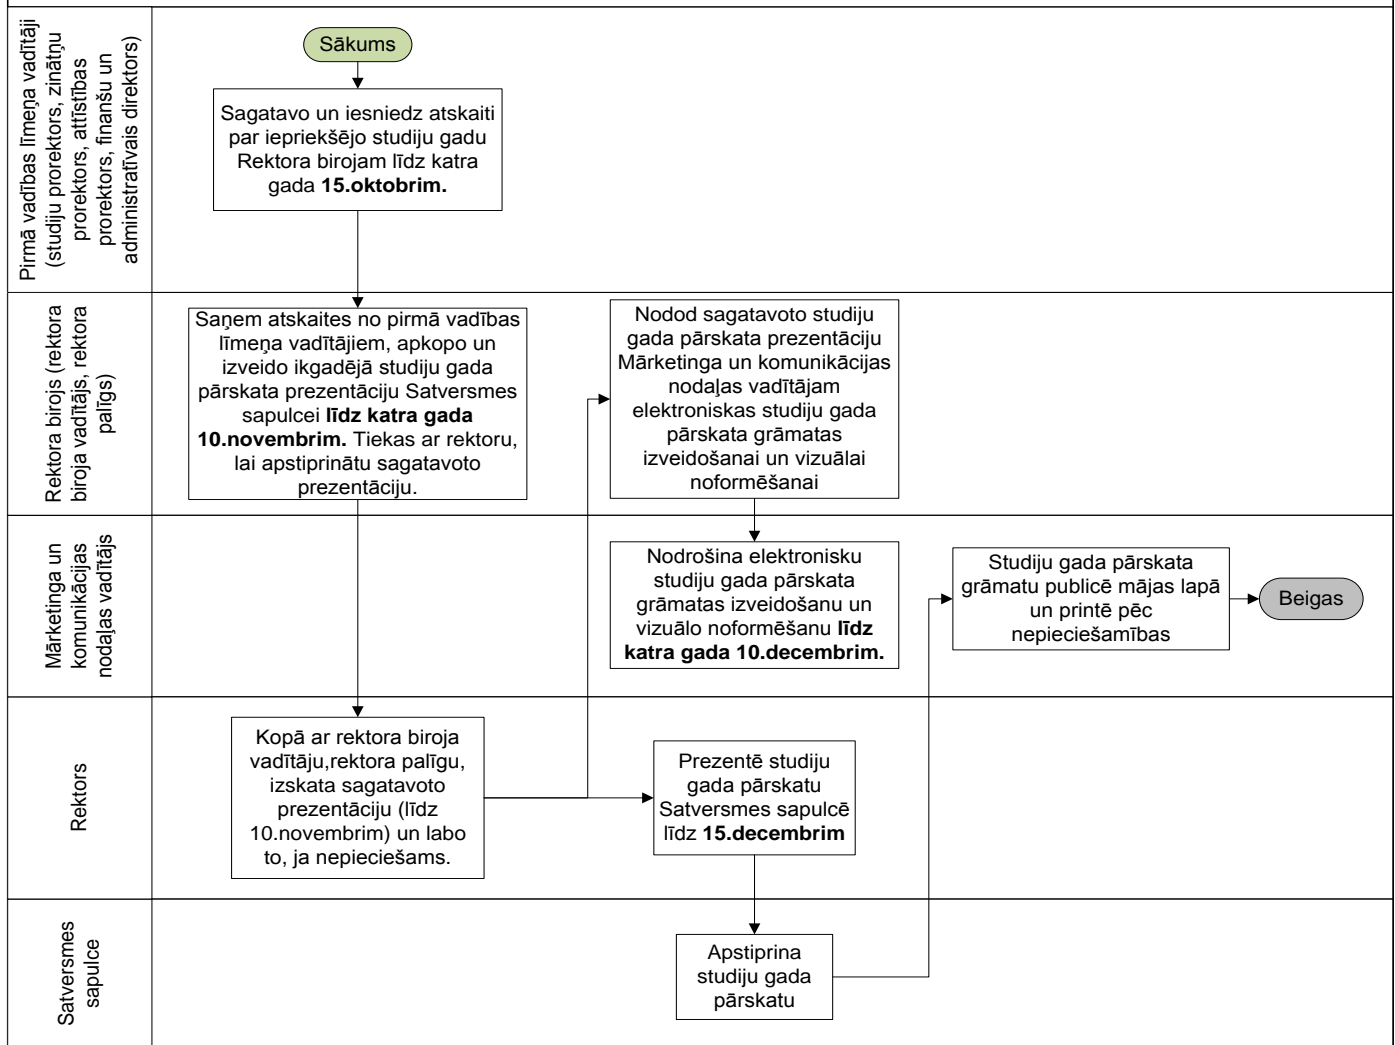 Pirmā vadības līmeņa vadītāji
(studiju prorektors, zinātņu
prorektors, attīstības
prorektors, finanšu un
administratīvais direktors)
Sākums
Sagatavo un iesniedz atskaiti
par iepriekšējo studiju gadu
Rektora birojam līdz katra
gada 15.oktobrim.
Rektora birojs (rektora
biroja vadītājs, rektora
palīgs)
Saņem atskaites no pirmā vadības
līmeņa vadītājiem, apkopo un
izveido ikgadējā studiju gada
pārskata prezentāciju Satversmes
sapulcei līdz katra gada
10.novembrim. Tiekas ar rektoru,
lai apstiprinātu sagatavoto
prezentāciju.
Nodod sagatavoto studiju
gada pārskata prezentāciju
Mārketinga un komunikācijas
nodaļas vadītājam
elektroniskas studiju gada
pārskata grāmatas
izveidošanai un vizuālai
noformēšanai
Mārketinga un
komunikācijas
nodaļas vadītājs
Nodrošina elektronisku
studiju gada pārskata
grāmatas izveidošanu un
vizuālo noformēšanu līdz
katra gada 10.decembrim.
Studiju gada pārskata
grāmatu publicē mājas lapā
un printē pēc
nepieciešamības
Beigas
Rektors
Kopā ar rektora biroja
vadītāju,rektora palīgu,
izskata sagatavoto
prezentāciju (līdz
10.novembrim) un labo
to, ja nepieciešams.
Prezentē studiju
gada pārskatu
Satversmes sapulcē
līdz 15.decembrim
Satversmes
sapulce
Apstiprina
studiju gada
pārskatu